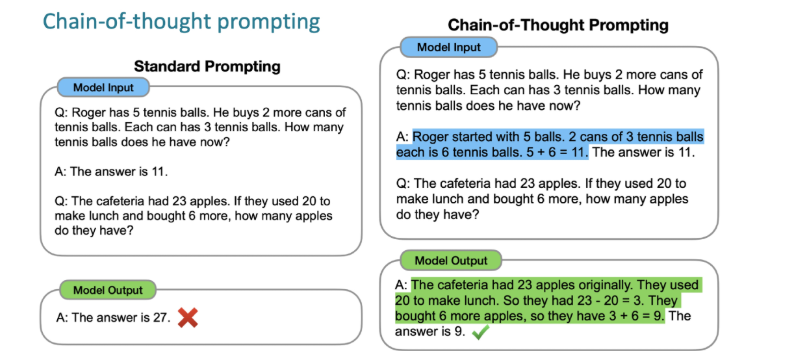 Chain-of-thought prompting
Standard Prompting
Model Input
Q: Roger has 5 tennis balls. He buys 2 more cans of
tennis balls. Each can has 3 tennis balls. How many
tennis balls does he have now?
A: The answer is 11.
Q: The cafeteria had 23 apples. If they used 20 to
make lunch and bought 6 more, how many apples
do they have?
Model Output
A: The answer is 27.
Chain-of-Thought Prompting
Model Input
Q: Roger has 5 tennis balls. He buys 2 more cans of
tennis balls. Each can has 3 tennis balls. How many
tennis balls does he have now?
A: Roger started with 5 balls. 2 cans of 3 tennis balls
each is 6 tennis balls. 5 + 6 = 11. The answer is 11.
Q: The cafeteria had 23 apples. If they used 20 to
make lunch and bought 6 more, how many apples
do they have?
Model Output
A: The cafeteria had 23 apples originally. They used
20 to make lunch. So they had 23 - 20 = 3. They
bought 6 more apples, so they have 3 + 6 = 9. The
answer is 9.